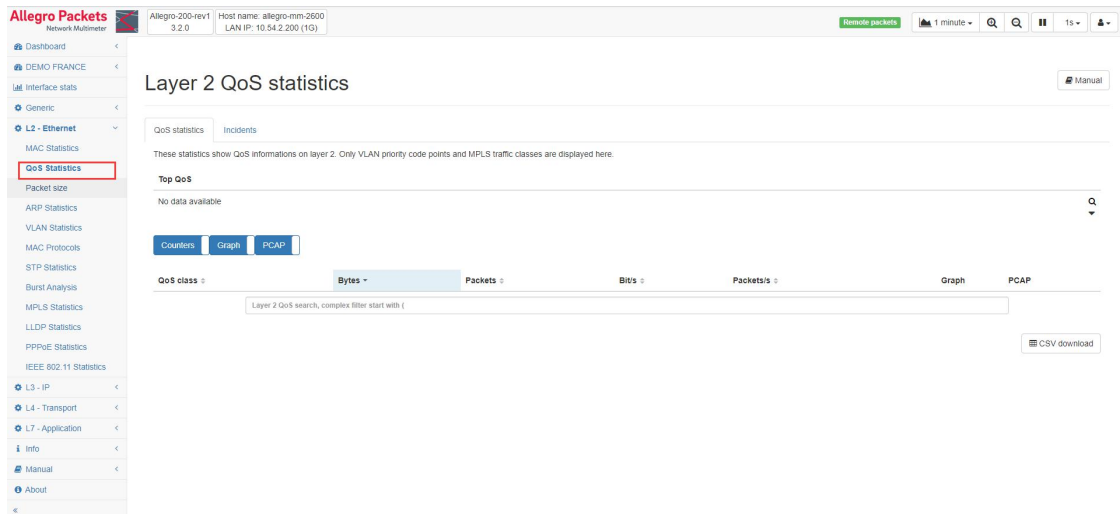 Allegro Packets
Network Multimeter
Allegro-200-rev1
3.2.0
Host name: allegro-mm-2600
LAN IP: 10.54.2.200 (1G)
Remote packets
1 minute
1s
Dashboard
DEMO FRANCE
Interface stats
Generic
L2 - Ethernet
MAC Statistics
QoS Statistics
Packet size
ARP Statistics
VLAN Statistics
MAC Protocols
STP Statistics
Burst Analysis
MPLS Statistics
LLDP Statistics
PPPoE Statistics
IEEE 802.11 Statistics
L3 - IP
L4 - Transport
L7 - Application
Info
Manual
About
Layer 2 QoS statistics
Manual
QoS statistics Incidents
These statistics show QoS informations on layer 2. Only VLAN priority code points and MPLS traffic classes are displayed here.
Top QoS
No data available
Counters Graph PCAP
QoS class Bytes Packets Bit/s Packets/s Graph PCAP
Layer 2 QoS search, complex filter start with (
CSV download